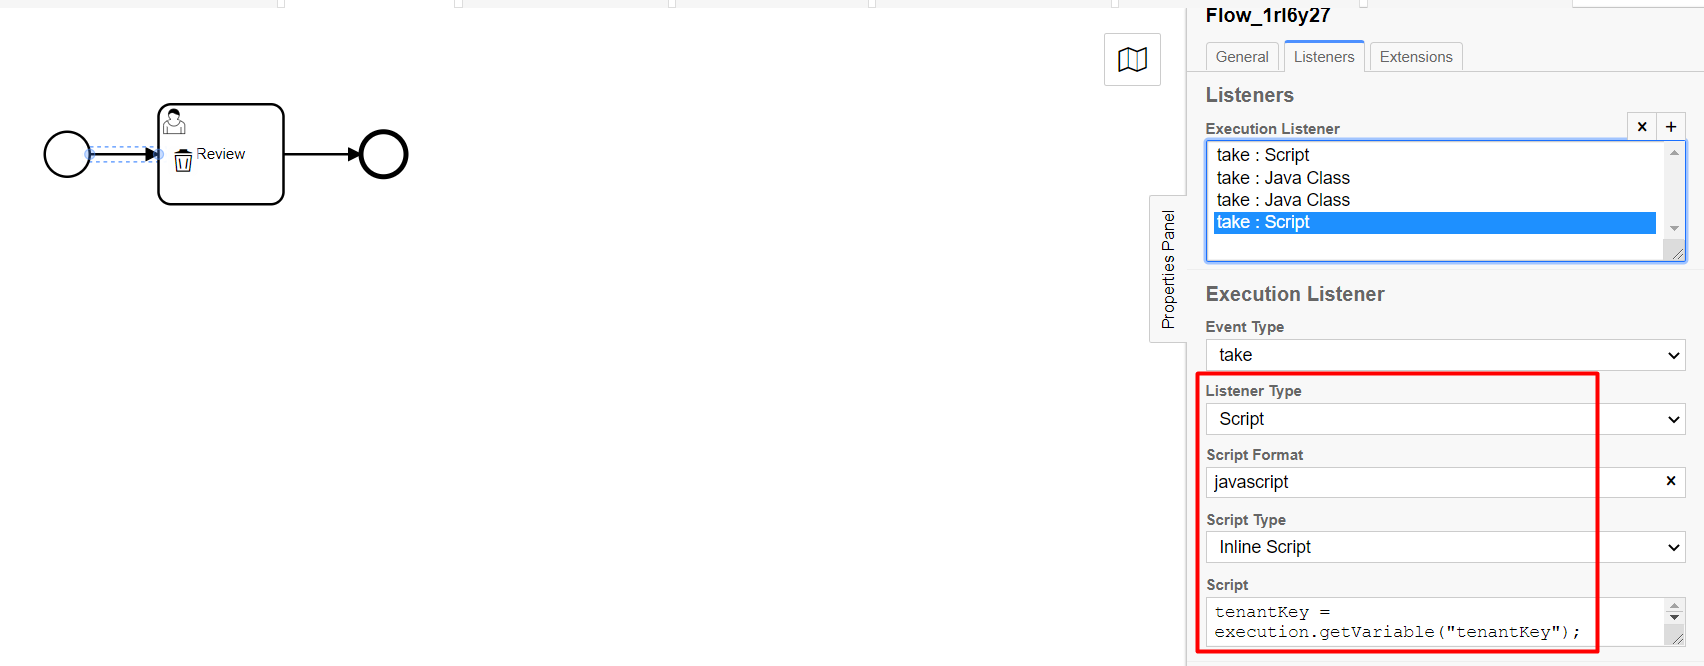 Flow_1rl6y27
General
Listeners
Extensions
Listeners
Execution Listener
×
+
take : Script
take : Java Class
take : Java Class
take : Script
Review
Properties Panel
Execution Listener
Event Type
take
Listener Type
Script
Script Format
javascript
×
Script Type
Inline Script
Script
tenantKey =
execution.getVariable("tenantKey");